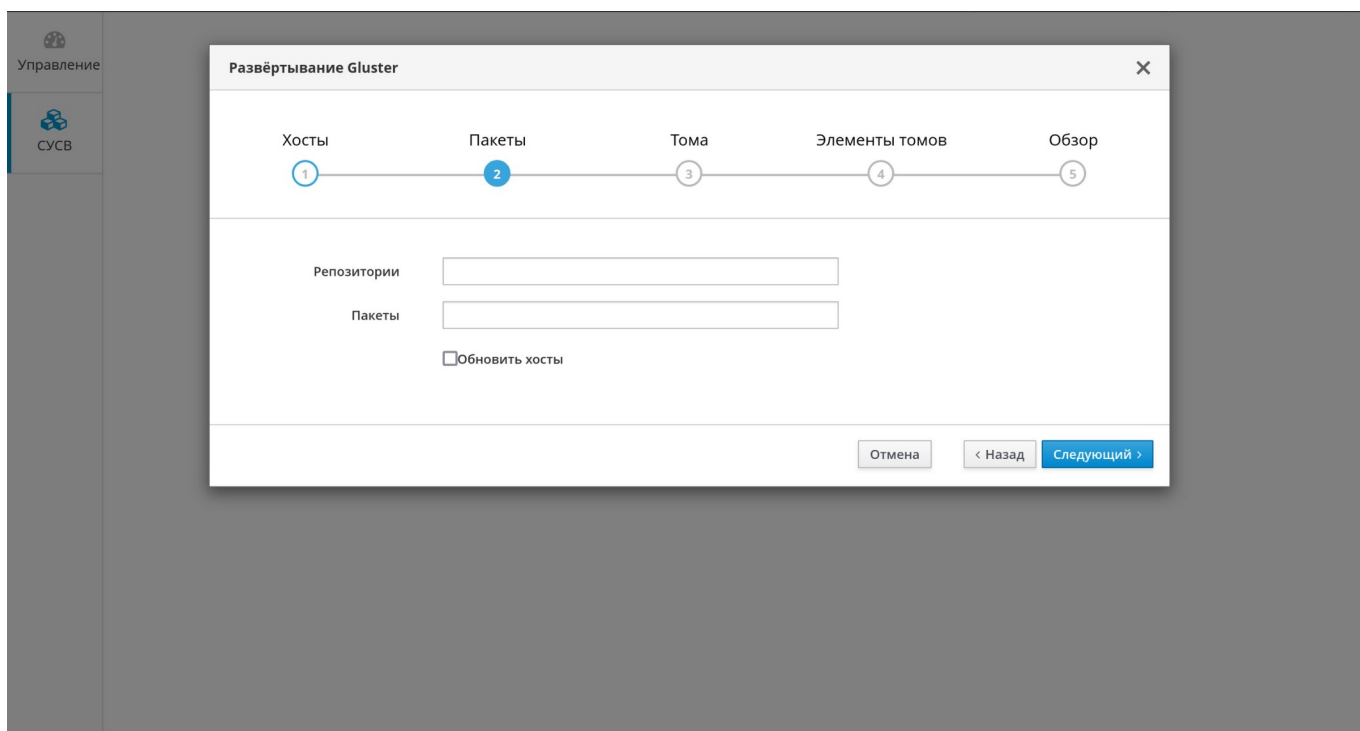 Управление
СУСВ
Развёртывание Gluster
Хосты Пакеты Тома Элементы томов Обзор
1 2 3 4 5
Репозитории
Пакеты
Обновить хосты
Отмена < Назад Следующий >